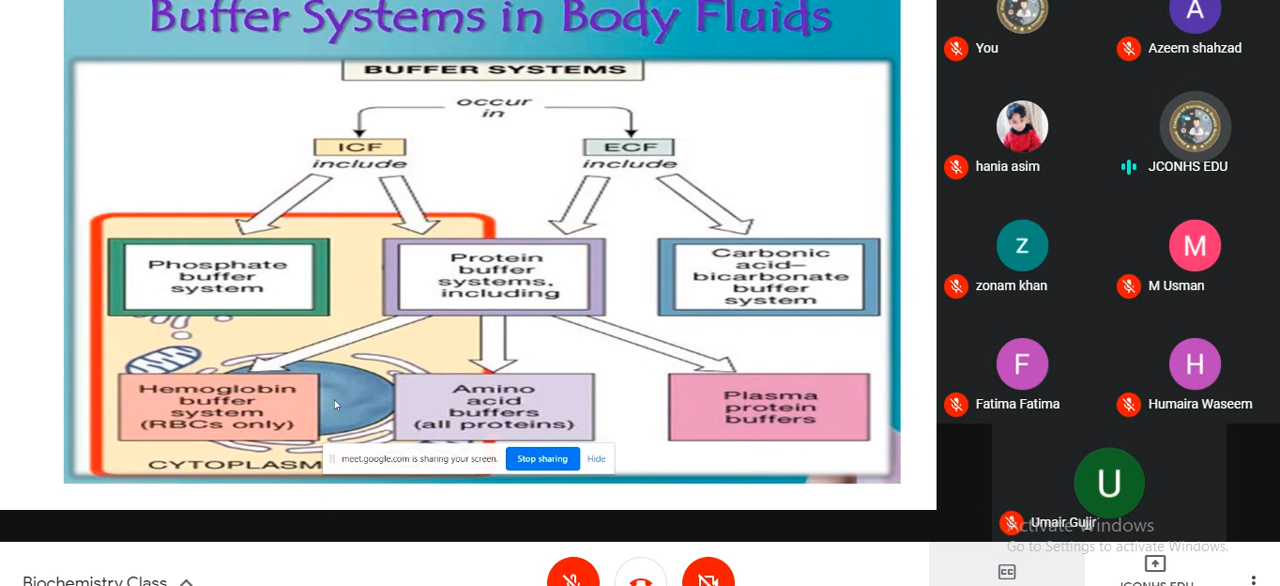 Buffer Systems in Body Fluids
BUFFER SYSTEMS
occur
in
ICF
include
ECF
include
Phosphate
buffer
system
Protein
buffer
systems,
including
Carbonic
acid–
bicarbonate
buffer
system
Hemoglobin
buffer
system
(RBCs only)
Amino
acid
buffers
(all proteins)
Plasma
protein
buffers
CYTOPLASM
meet.google.com is sharing your screen.
Stop sharing
Hide
You
A
Azeem shahzad
hania asim
JCONHS EDU
z
zonam khan
M
M Usman
F
Fatima Fatima
H
Humaira Waseem
U
Umair Gujjr
Activate Windows
Go to Settings to activate Windows.
Biochemistry Class
CC
JCONHS EDU